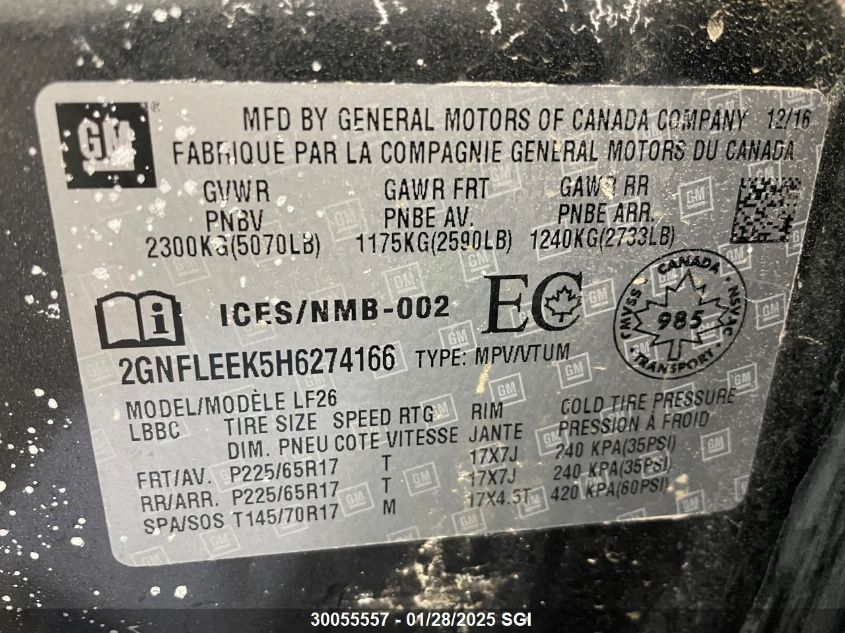 GM ®
MFD BY GENERAL MOTORS OF CANADA COMPANY 12/16
FABRIQUÉ PAR LA COMPAGNIE GENERAL MOTORS DU CANADA
GVWR GAWR FRT GAWR RR
PNBV PNBE AV. PNBE ARR.
2300KG(5070LB) 1175KG(2590LB) 1240KG(2733LB)
ICES/NMB-002 EC
CANADA
SSVMC NSVAC
985
TRANSPORT
2GNFLEEK5H6274166 TYPE: MPV/VTUM
MODEL/MODÈLE LF26
LBBC TIRE SIZE SPEED RTG RIM COLD TIRE PRESSURE
DIM. PNEU COTE VITESSE JANTE PRESSION À FROID
FRT/AV. P225/65R17 T 17X7J 240 KPA(35PSI)
RR/ARR. P225/65R17 T 17X7J 240 KPA(35PSI)
SPA/SOS T145/70R17 M 17X4.5T 420 KPA(60PSI)
30055557 - 01/28/2025 SGI